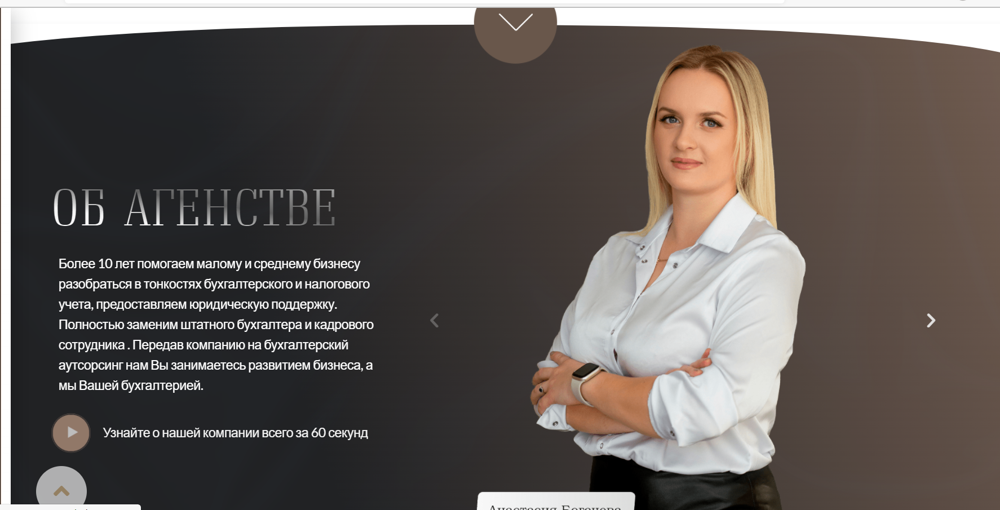 ОБ АГЕНСТВЕ
Более 10 лет помогаем малому и среднему бизнесу
разобраться в тонкостях бухгалтерского и налогового
учета, предоставляем юридическую поддержку.
Полностью заменим штатного бухгалтера и кадрового
сотрудника . Передав компанию на бухгалтерский
аутсорсинг нам Вы занимаетесь развитием бизнеса, а
мы Вашей бухгалтерией.
Узнайте о нашей компании всего за 60 секунд
Анастасия